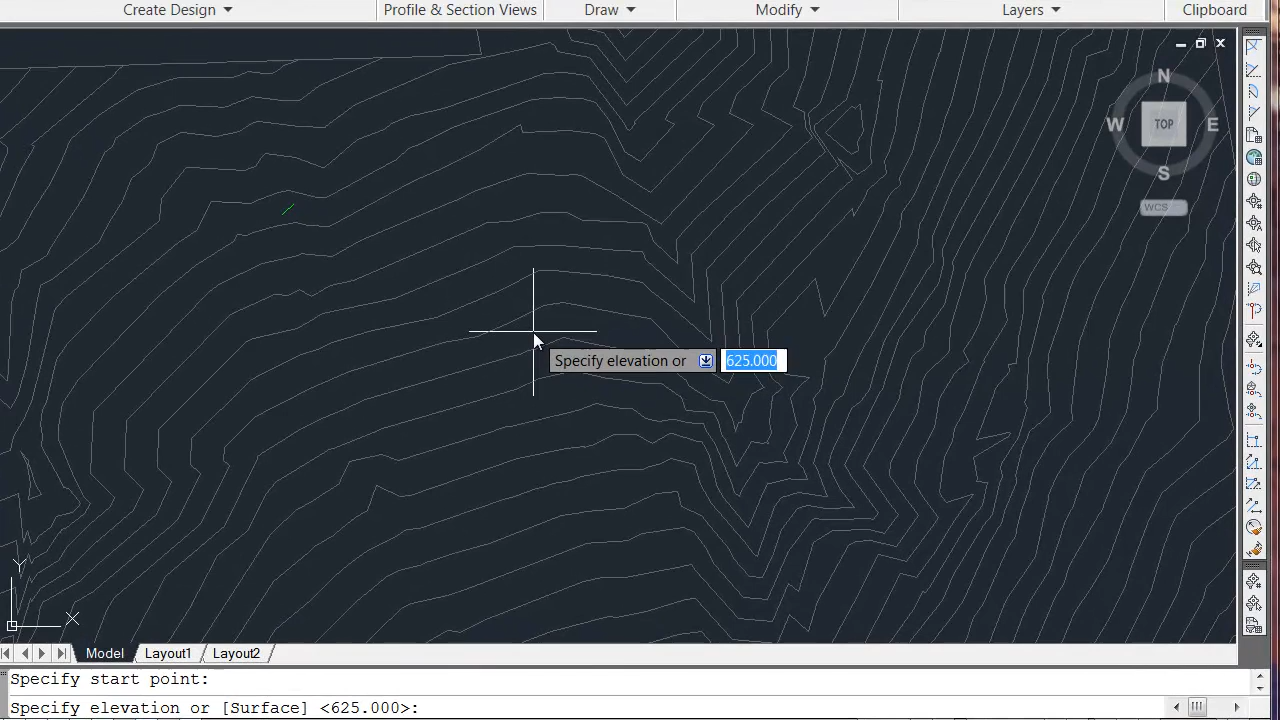 Create Design
Profile & Section Views
Draw
Modify
Layers
Clipboard
N
W
TOP
E
S
WCS
Specify elevation or
625.000
Y
X
Model
Layout1
Layout2
Specify start point:
Specify elevation or [Surface] <625.000>: